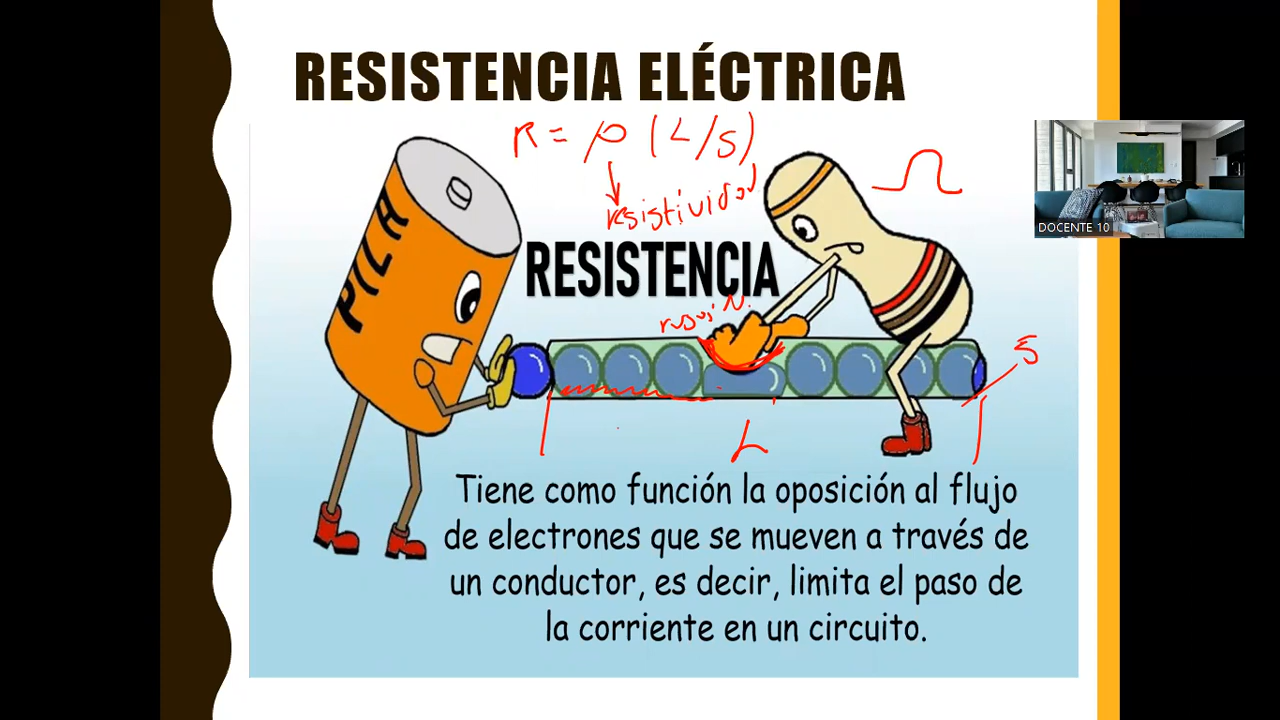 RESISTENCIA ELÉCTRICA
R = ρ (L/S)
resistividad
Ω
DOCENTE 10
PILA
RESISTENCIA
S
L
Tiene como función la oposición al flujo
de electrones que se mueven a través de
un conductor, es decir, limita el paso de
la corriente en un circuito.